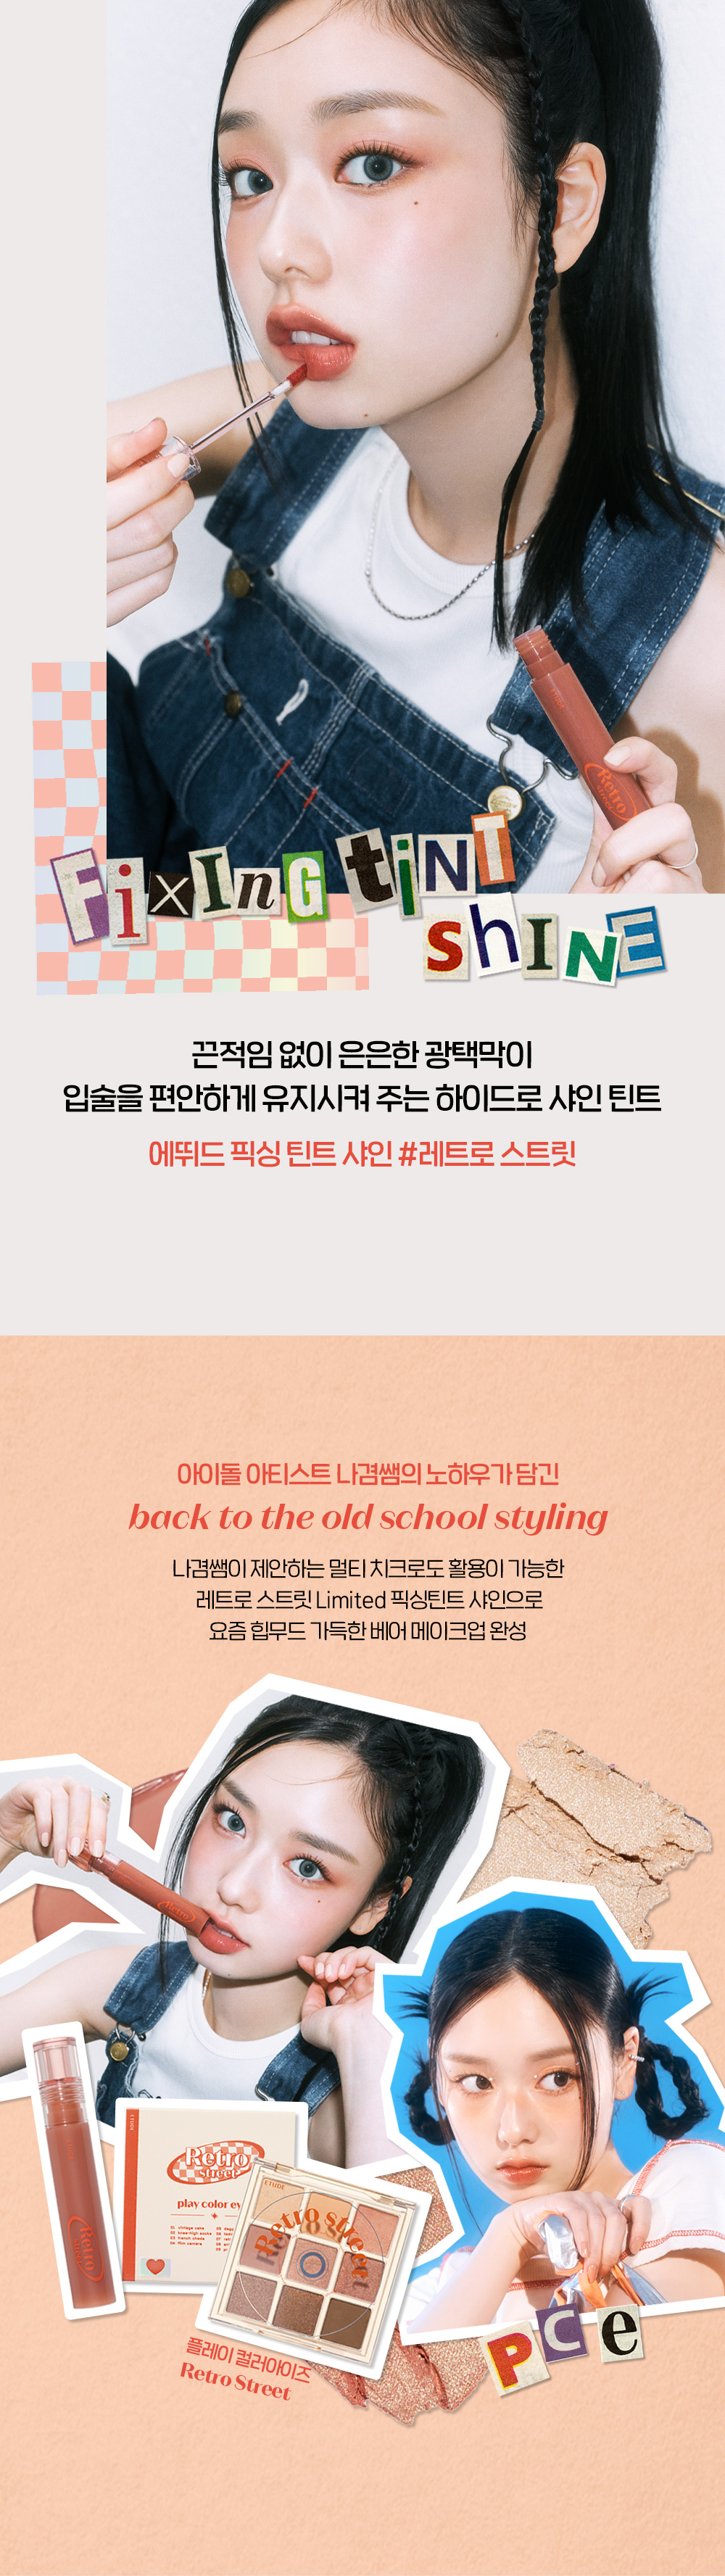 Retro
FiXING tiNT
ShINE
끈적임 없이 은은한 광택막이
입술을 편안하게 유지시켜 주는 하이드로 샤인 틴트
에뛰드 픽싱 틴트 샤인 #레트로 스트릿
아이돌 아티스트 나겸쌤의 노하우가 담긴
back to the old school styling
나겸쌤이 제안하는 멀티 치크로도 활용이 가능한
레트로 스트릿 Limited 픽싱틴트 샤인으로
요즘 힙무드 가득한 베어 메이크업 완성
Retro
Retro
ETUDE
Retro
street
play color ey
ETUDE
Retro street
플레이 컬러아이즈
Retro Street
PCe